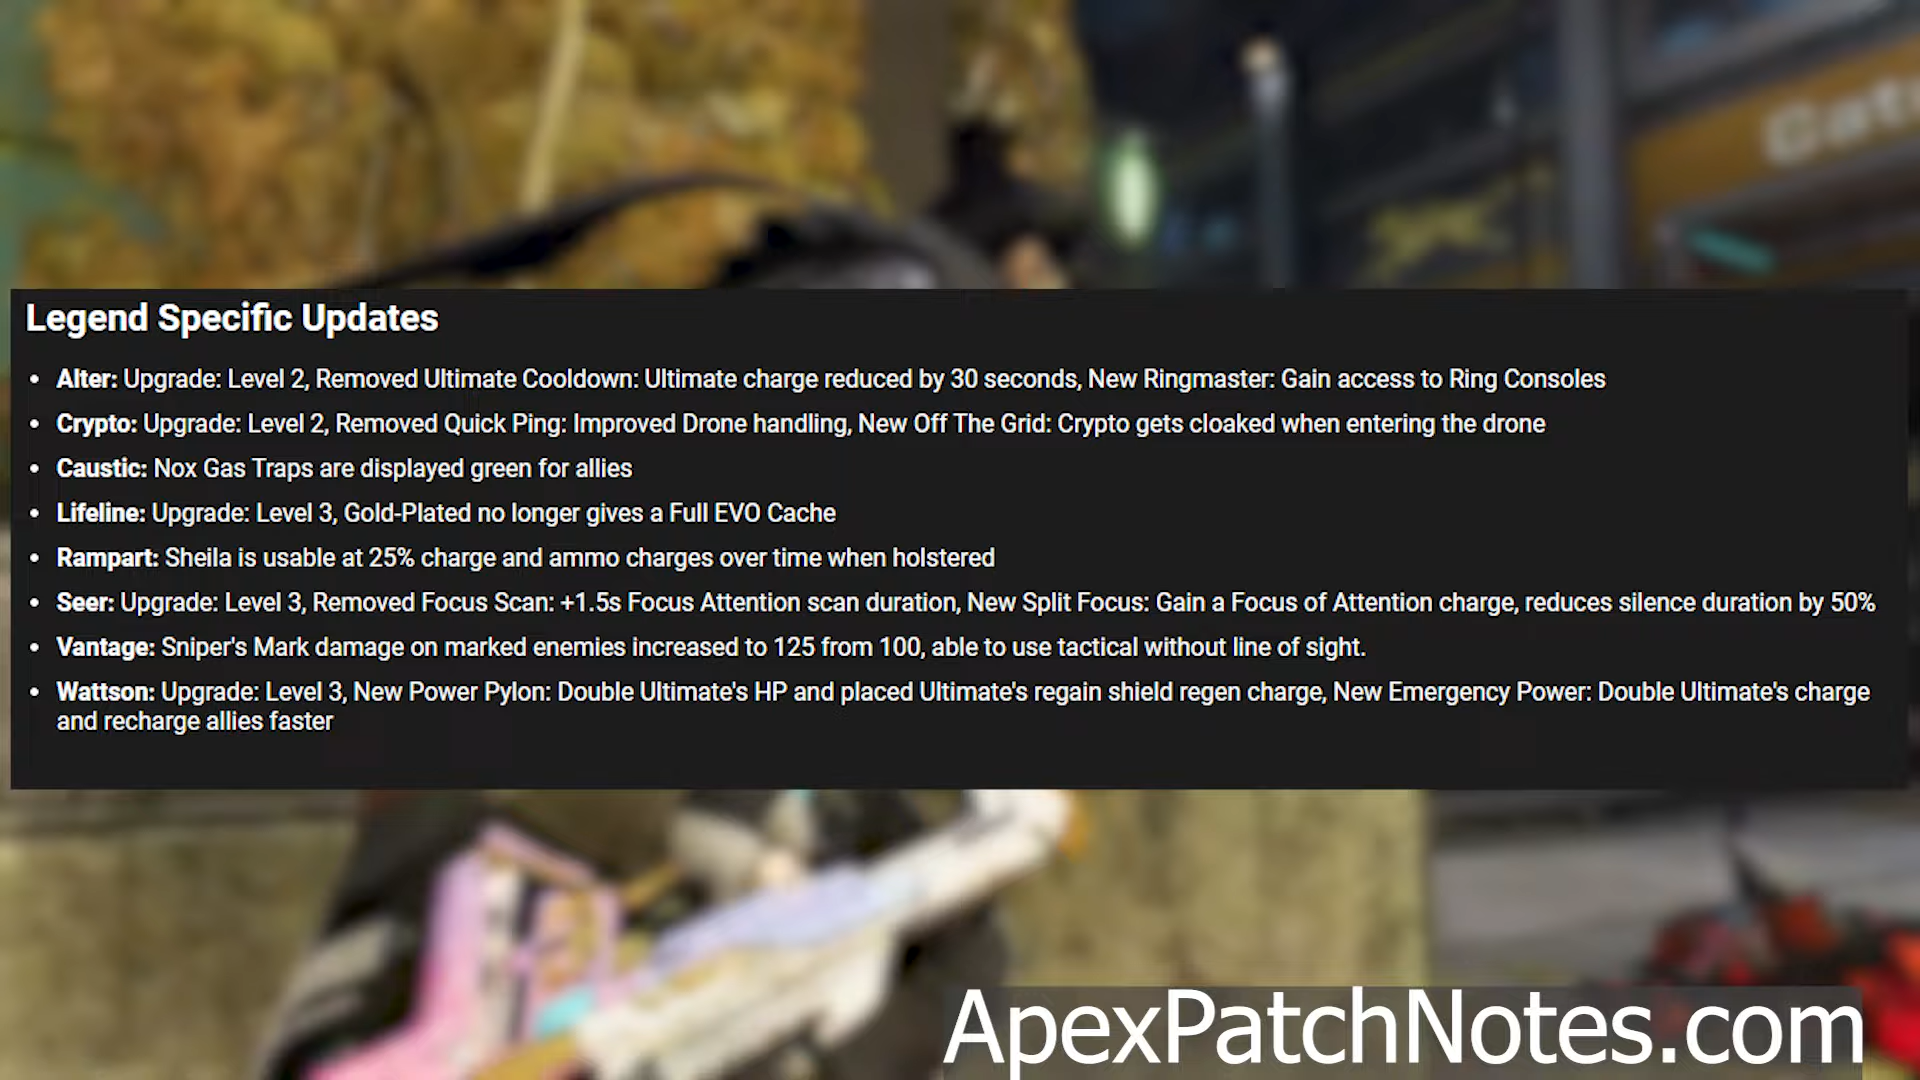 Cat
Legend Specific Updates
• Alter: Upgrade: Level 2, Removed Ultimate Cooldown: Ultimate charge reduced by 30 seconds, New Ringmaster: Gain access to Ring Consoles
• Crypto: Upgrade: Level 2, Removed Quick Ping: Improved Drone handling, New Off The Grid: Crypto gets cloaked when entering the drone
• Caustic: Nox Gas Traps are displayed green for allies
• Lifeline: Upgrade: Level 3, Gold-Plated no longer gives a Full EVO Cache
• Rampart: Sheila is usable at 25% charge and ammo charges over time when holstered
• Seer: Upgrade: Level 3, Removed Focus Scan: +1.5s Focus Attention scan duration, New Split Focus: Gain a Focus of Attention charge, reduces silence duration by 50%
• Vantage: Sniper's Mark damage on marked enemies increased to 125 from 100, able to use tactical without line of sight.
• Wattson: Upgrade: Level 3, New Power Pylon: Double Ultimate's HP and placed Ultimate's regain shield regen charge, New Emergency Power: Double Ultimate's charge
and recharge allies faster
ApexPatchNotes.com